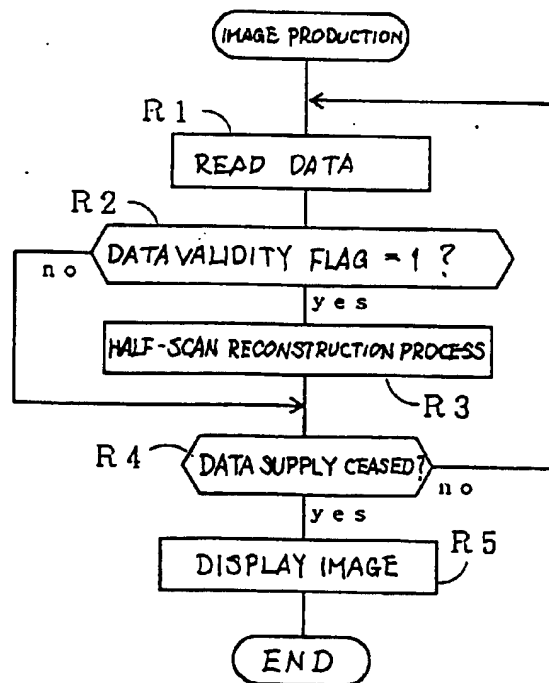 IMAGE PRODUCTION
R1
READ DATA
R2
DATA VALIDITY FLAG = 1 ?
no
yes
HALF-SCAN RECONSTRUCTION PROCESS
R3
R4
DATA SUPPLY CEASED?
no
yes
R5
DISPLAY IMAGE
END